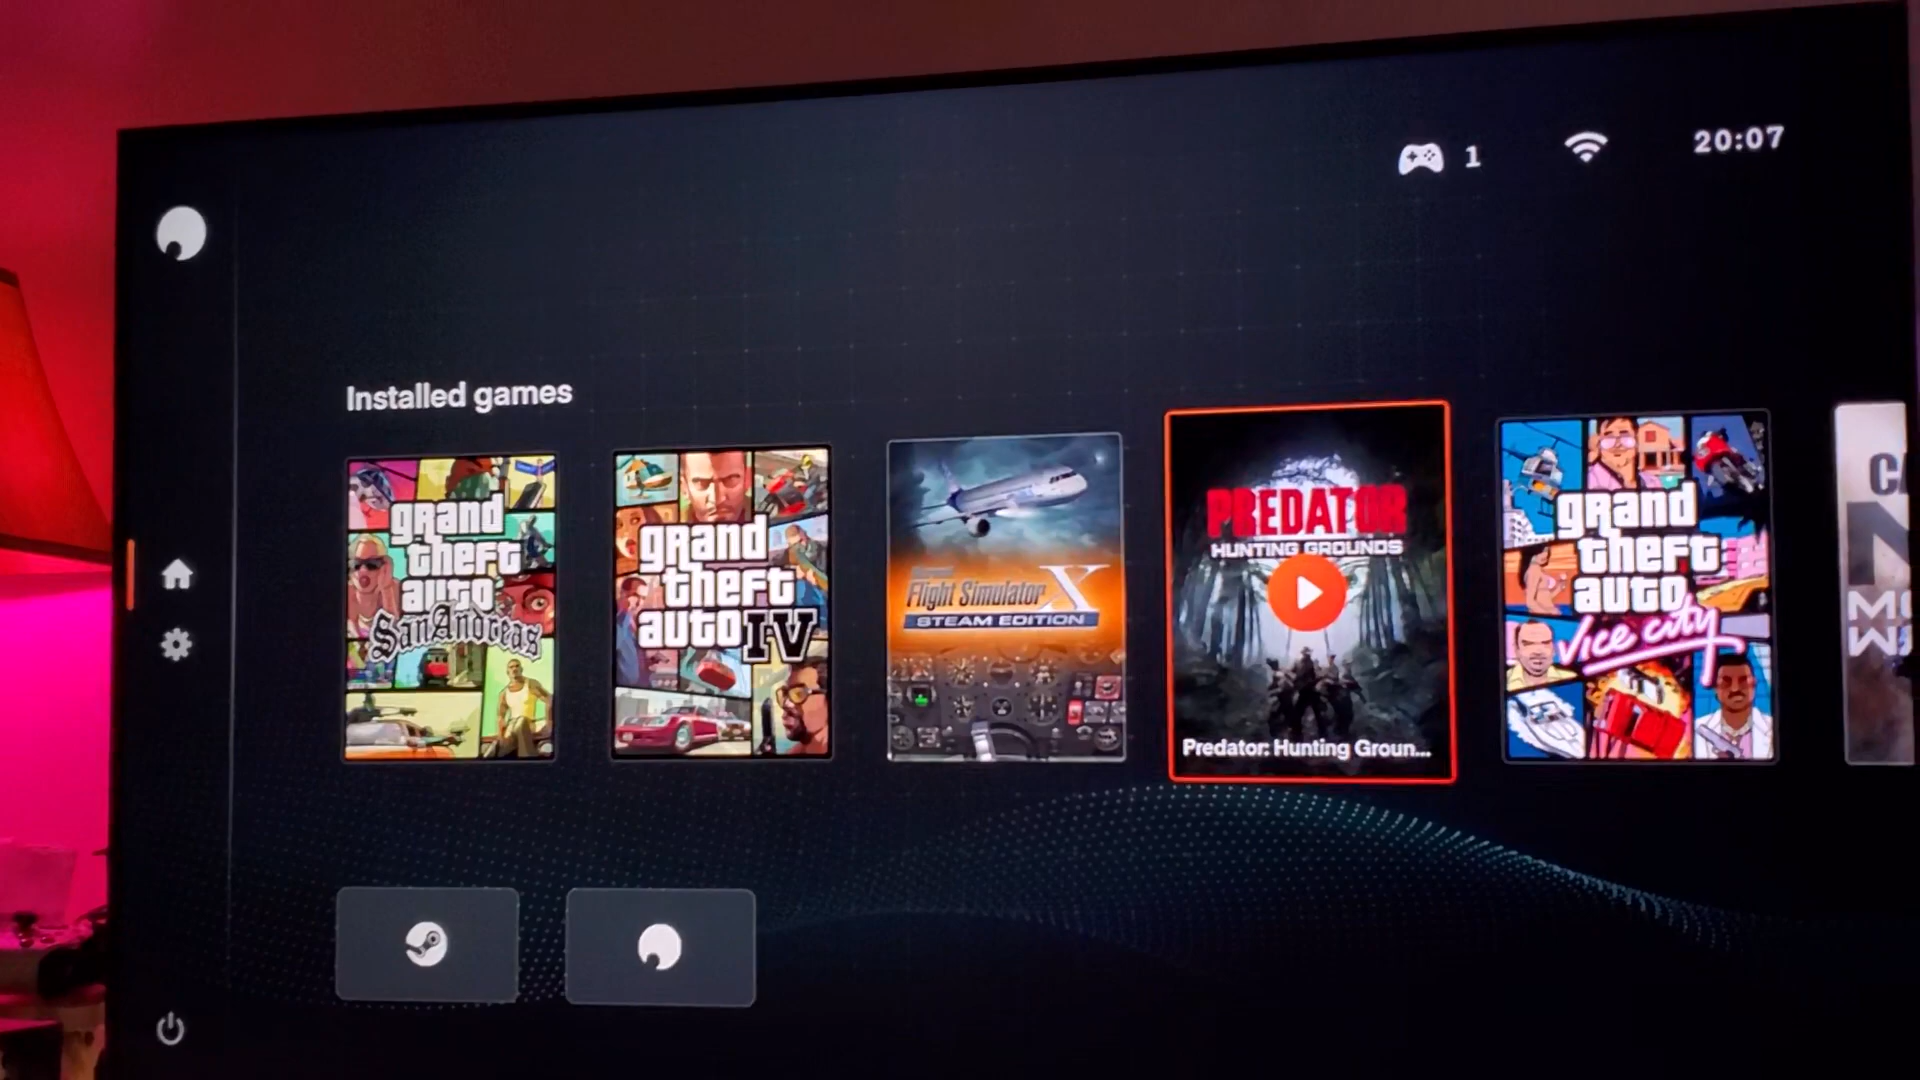 1
20:07
Installed games
grand
theft
auto
San Andreas
grand
theft
auto IV
Flight Simulator X
STEAM EDITION
PREDATOR
HUNTING GROUNDS
Predator: Hunting Groun...
grand
theft
auto
Vice City
CA
M